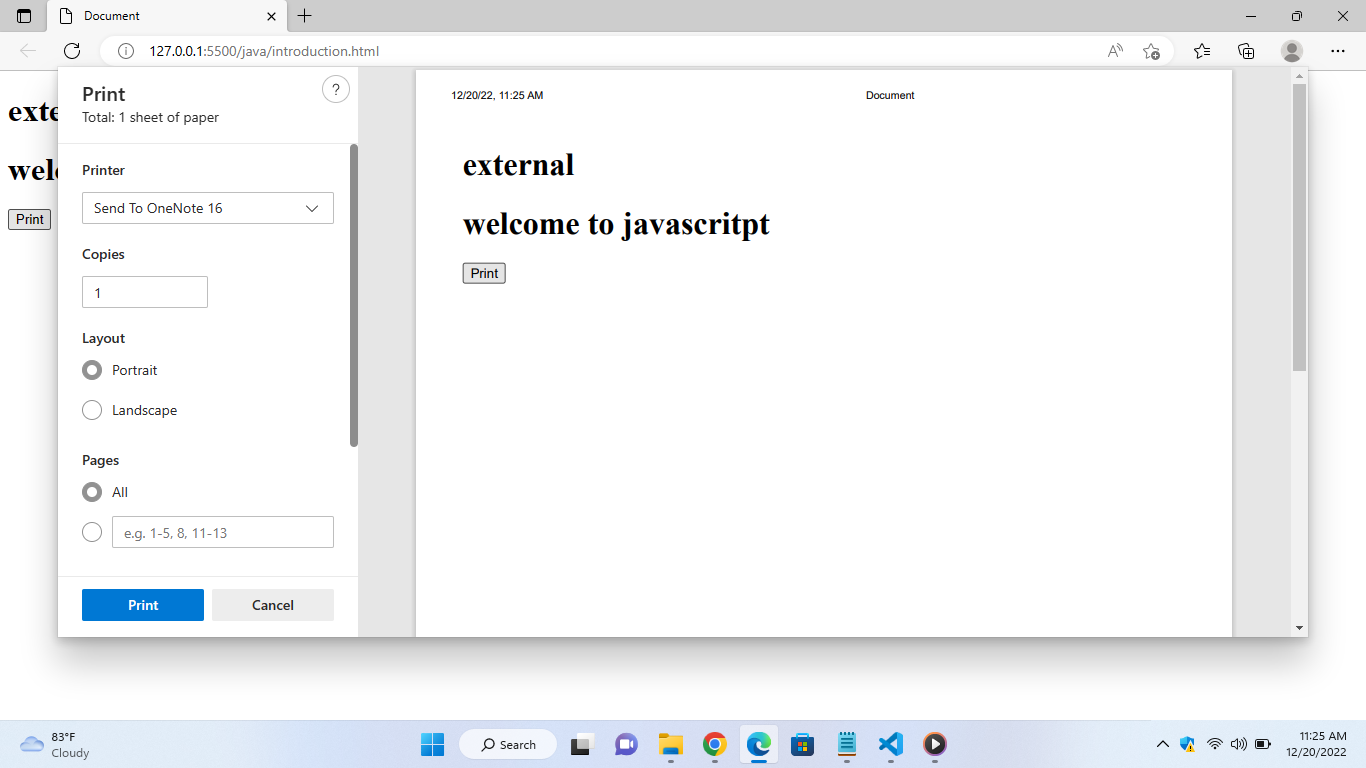 Document
127.0.0.1:5500/java/introduction.html
exte
welc
Print
Print
Total: 1 sheet of paper
?
Printer
Send To OneNote 16
Copies
1
Layout
Portrait
Landscape
Pages
All
e.g. 1-5, 8, 11-13
Print
Cancel
12/20/22, 11:25 AM
Document
external
welcome to javascritpt
Print
83°F
Cloudy
Search
11:25 AM
12/20/2022